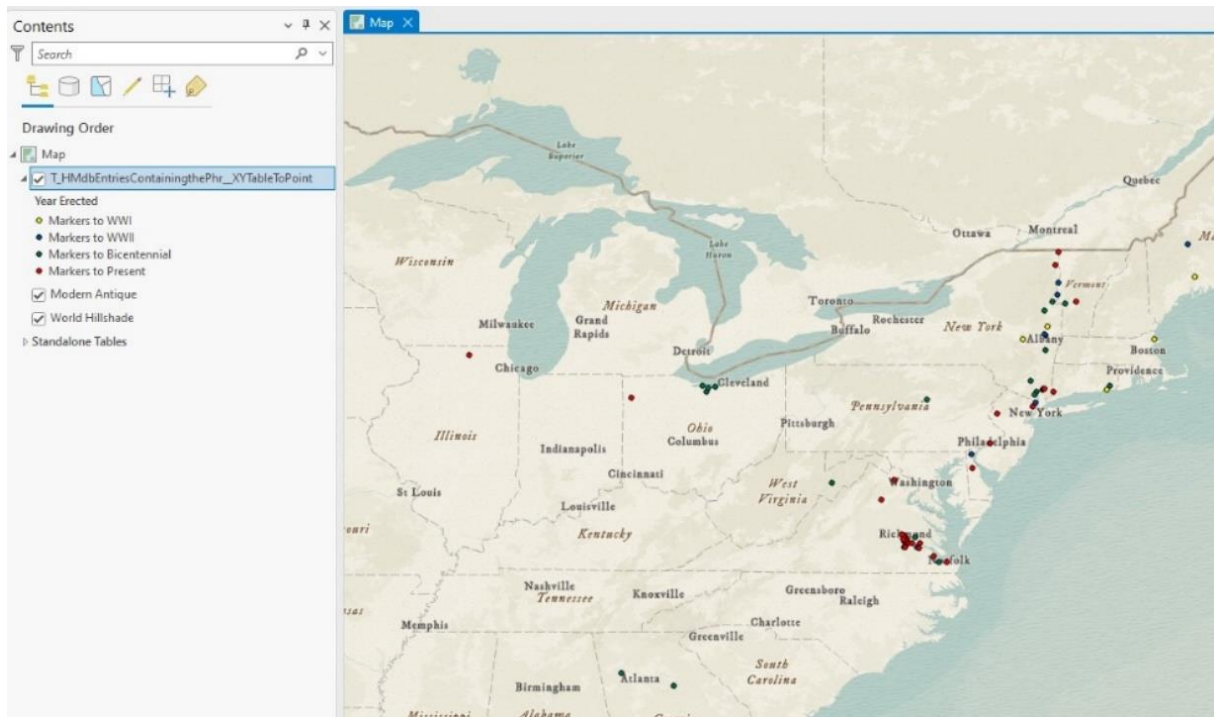 Contents
Search
Drawing Order
Map
T_HMdbEntriesContainingthePhr__XYTableToPoint
Year Erected
Markers to WWI
Markers to WWII
Markers to Bicentennial
Markers to Present
Modern Antique
World Hillshade
Standalone Tables
Map
Lake
Superior
Quebec
Ottawa
Montreal
Wisconsin
Lake
Huron
Vermont
Michigan
Toronto
Rochester
Milwaukee
Grand
Rapids
Buffalo
New York
Albany
Detroit
Boston
Chicago
Cleveland
Providence
Pennsylvania
New York
Illinois
Ohio
Columbus
Pittsburgh
Philadelphia
Indianapolis
Cincinnati
West
Virginia
Washington
St Louis
Louisville
ouri
Kentucky
Richmond
Norfolk
Nashville
Tennessee
Knoxville
Greensboro
Raleigh
Memphis
Charlotte
Greenville
South
Carolina
Atlanta
Birmingham
Mississippi
Alabama